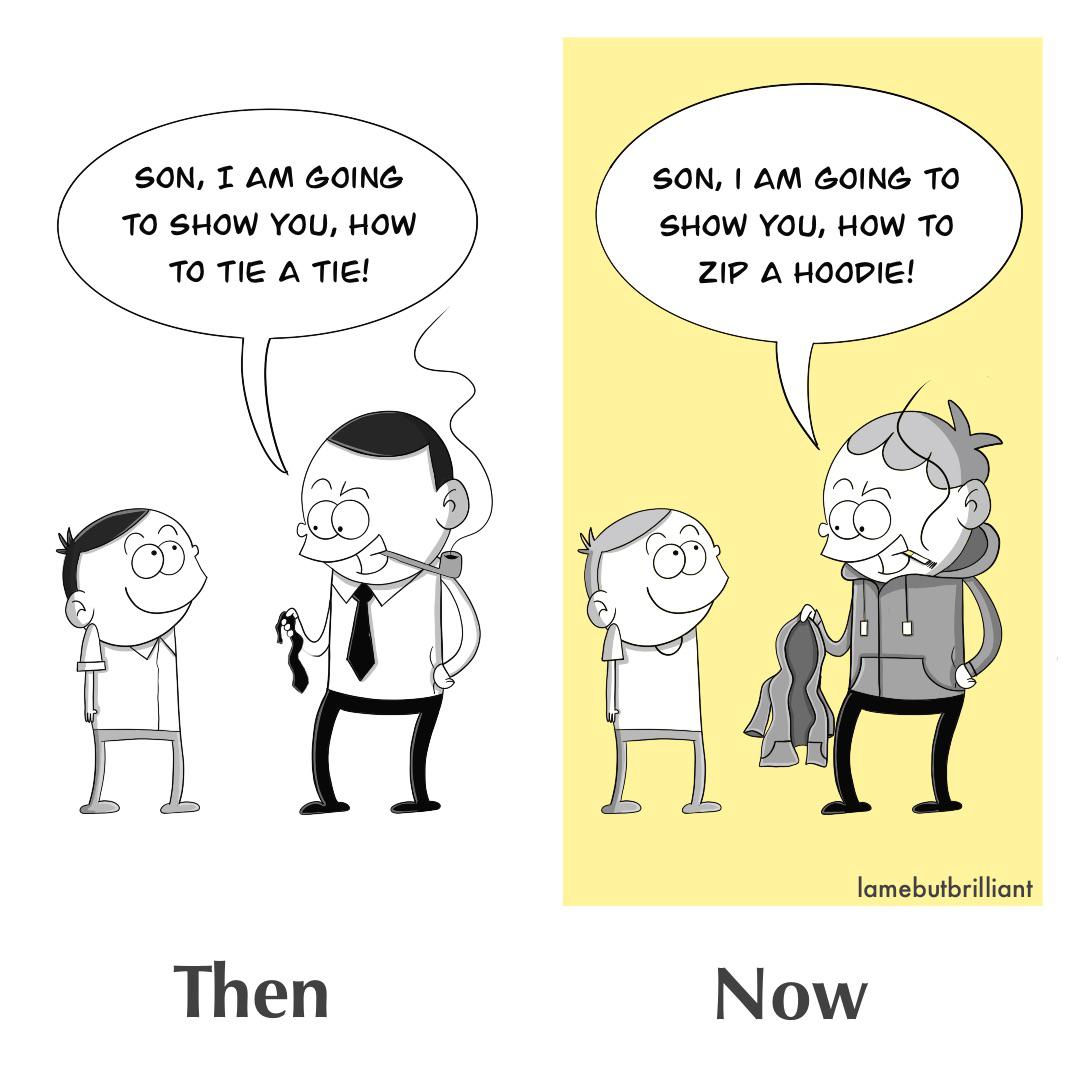 SON, I AM GOING
TO SHOW YOU, HOW
TO TIE A TIE!
SON, I AM GOING TO
SHOW YOU, HOW TO
ZIP A HOODIE!
lamebutbrilliant
Then
Now